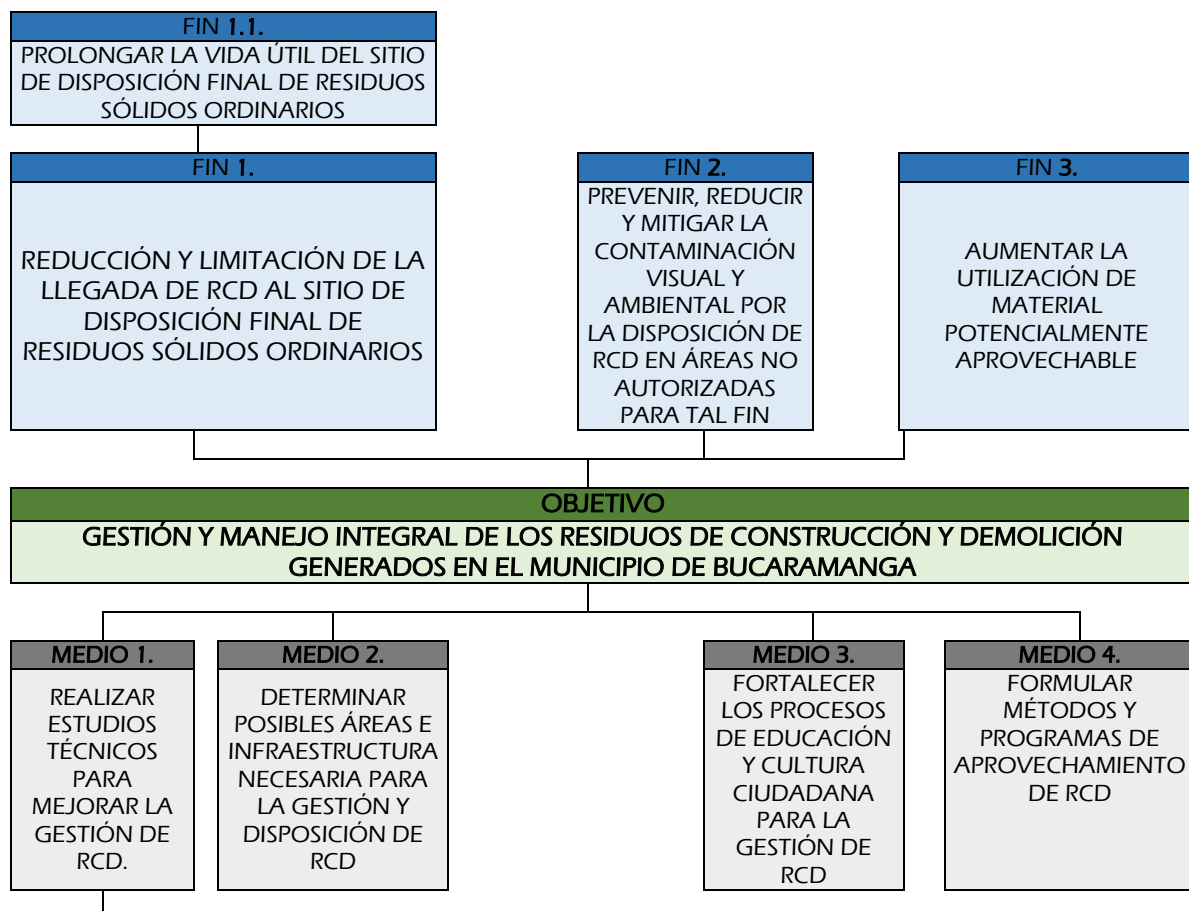 FIN 1.1.
PROLONGAR LA VIDA ÚTIL DEL SITIO
DE DISPOSICIÓN FINAL DE RESIDUOS
SÓLIDOS ORDINARIOS
FIN 1.
REDUCCIÓN Y LIMITACIÓN DE LA
LLEGADA DE RCD AL SITIO DE
DISPOSICIÓN FINAL DE
RESIDUOS SÓLIDOS ORDINARIOS
FIN 2.
PREVENIR, REDUCIR
Y MITIGAR LA
CONTAMINACIÓN
VISUAL Y
AMBIENTAL POR
LA DISPOSICIÓN DE
RCD EN ÁREAS NO
AUTORIZADAS
PARA TAL FIN
FIN 3.
AUMENTAR LA
UTILIZACIÓN DE
MATERIAL
POTENCIALMENTE
APROVECHABLE
OBJETIVO
GESTIÓN Y MANEJO INTEGRAL DE LOS RESIDUOS DE CONSTRUCCIÓN Y DEMOLICIÓN
GENERADOS EN EL MUNICIPIO DE BUCARAMANGA
MEDIO 1.
REALIZAR
ESTUDIOS
TÉCNICOS
PARA
MEJORAR LA
GESTIÓN DE
RCD.
MEDIO 2.
DETERMINAR
POSIBLES ÁREAS E
INFRAESTRUCTURA
NECESARIA PARA
LA GESTIÓN Y
DISPOSICIÓN DE
RCD
MEDIO 3.
FORTALECER
LOS PROCESOS
DE EDUCACIÓN
Y CULTURA
CIUDADANA
PARA LA
GESTIÓN DE
RCD
MEDIO 4.
FORMULAR
MÉTODOS Y
PROGRAMAS DE
APROVECHAMIENTO
DE RCD